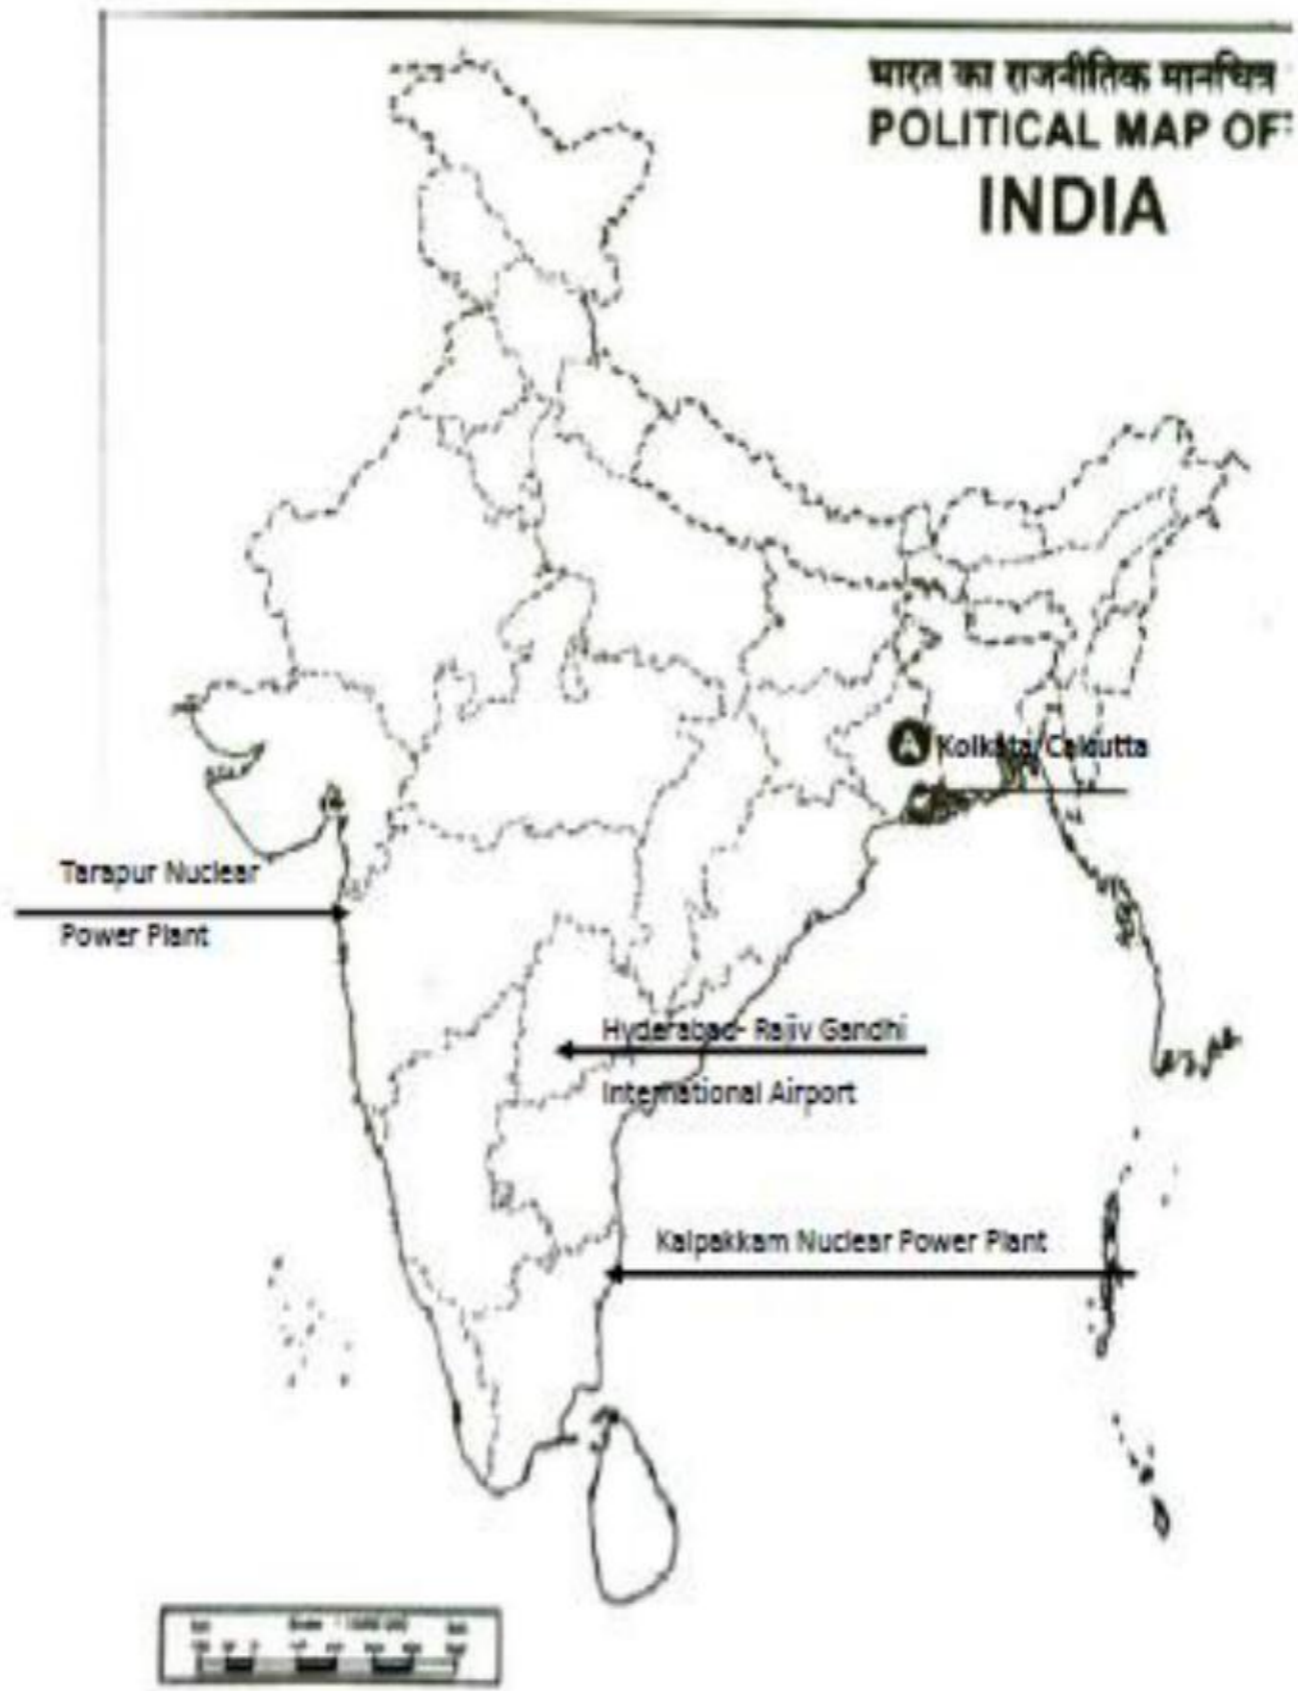 भारत का राजनीतिक मानचित्र
POLITICAL MAP OF
INDIA
A Kolkata/Calcutta
Tarapur Nuclear
Power Plant
Hyderabad- Rajiv Gandhi
International Airport
Kalpakkam Nuclear Power Plant